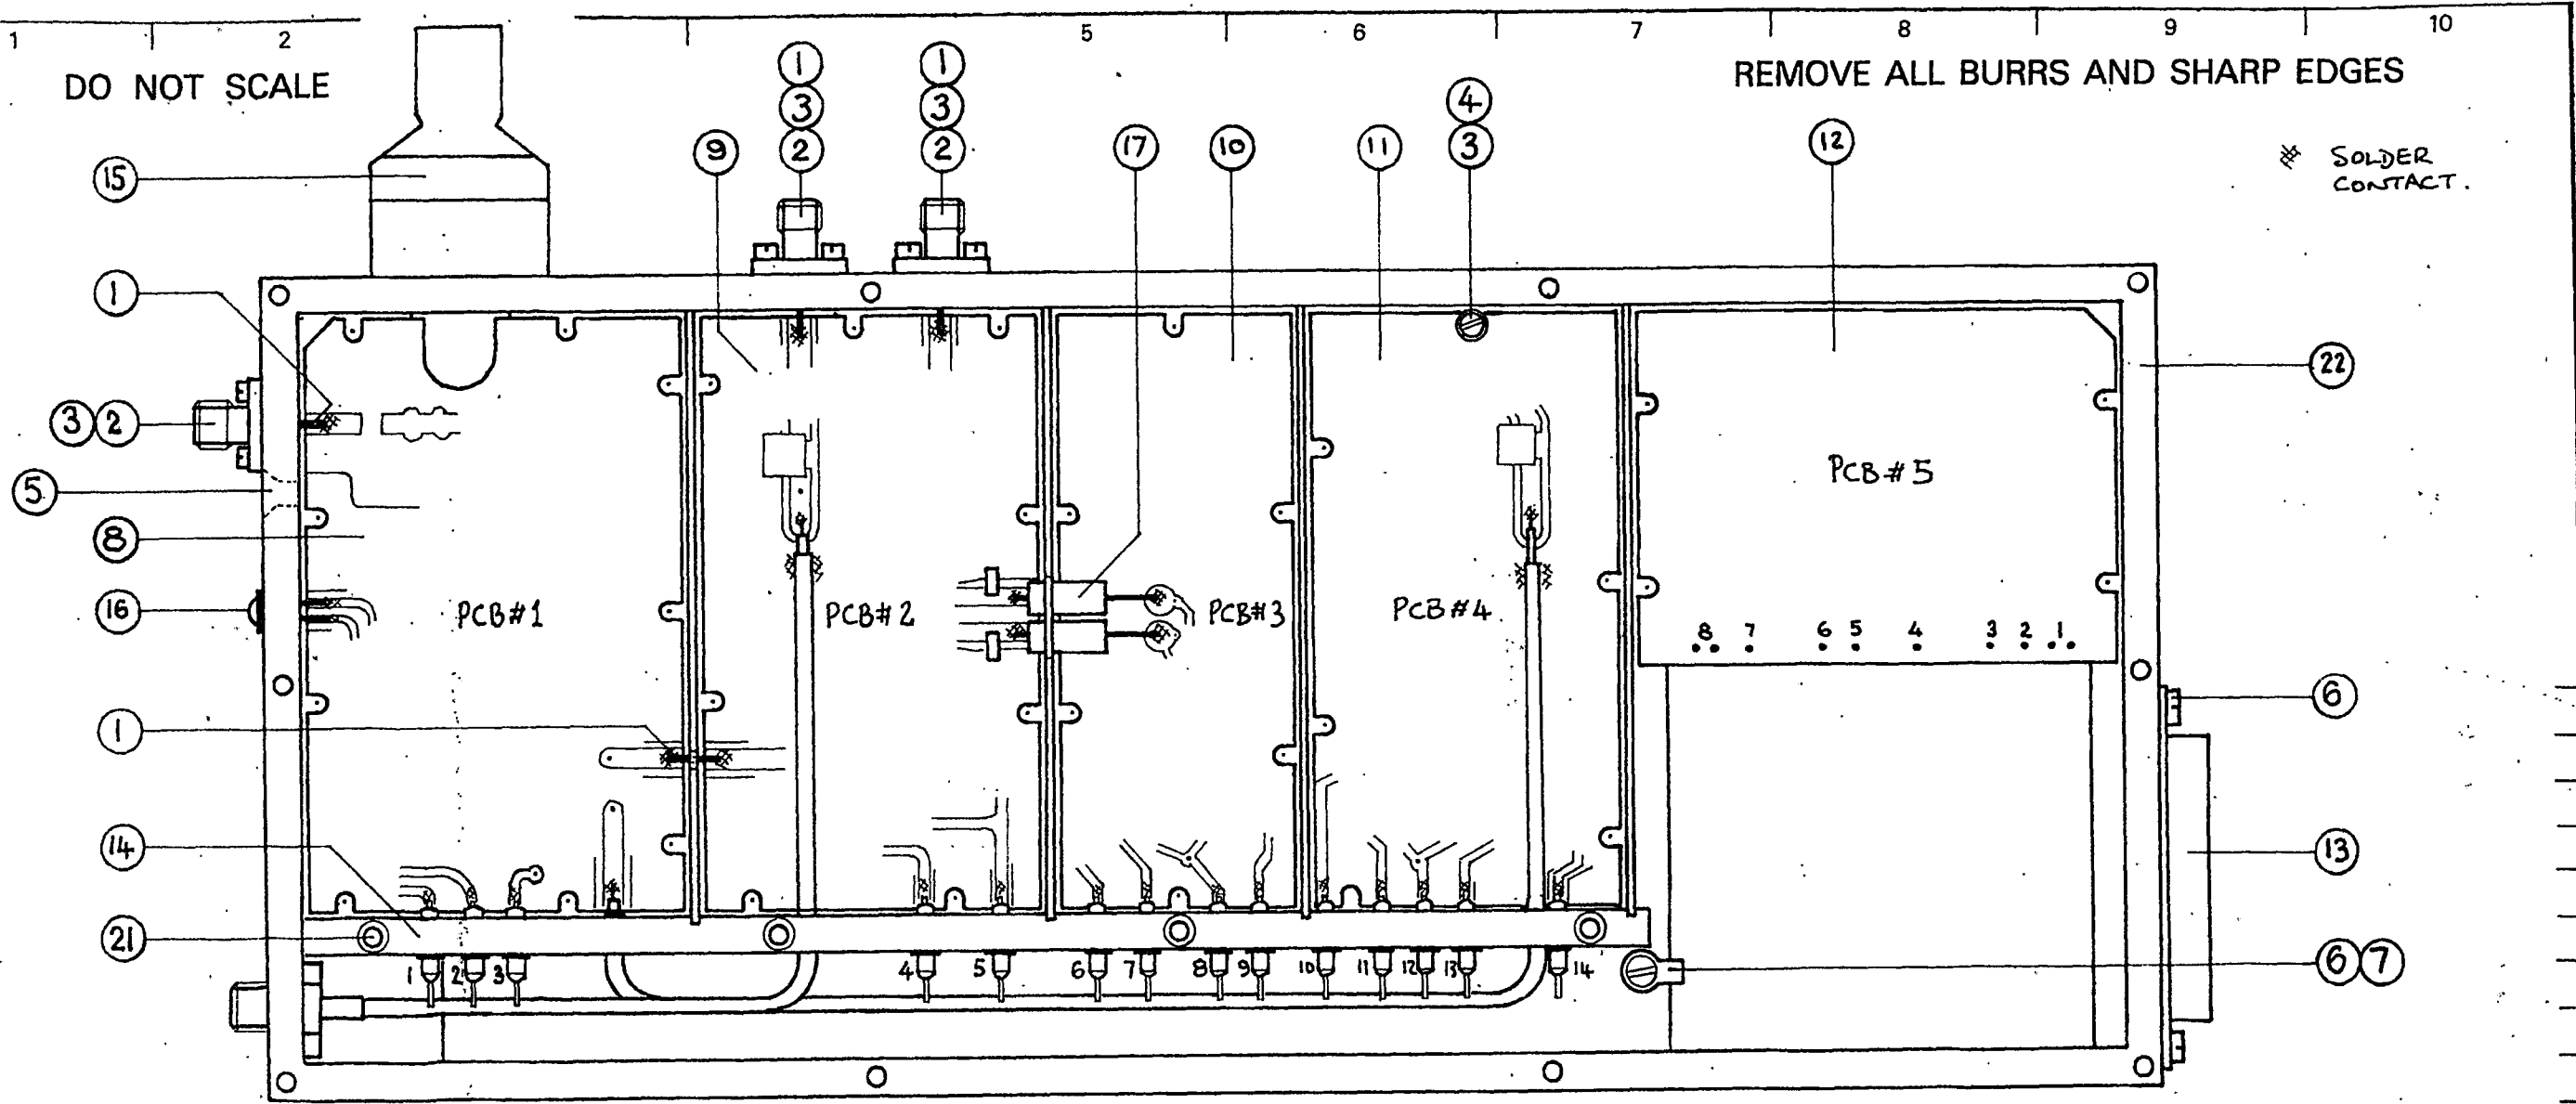 1 2 5 6 7 8 9 10
DO NOT SCALE
REMOVE ALL BURRS AND SHARP EDGES
SOLDER
CONTACT.
1 1
3 3 4
2 2 3
15 9 17 10 11 12
1
22
3 2
5
8
16
PCB#1
PCB#2
PCB#3
PCB#4
PCB#5
8 7 6 5 4 3 2 1
6
1
14
13
21
6 7
1 2 3 4 5 6 7 8 9 10 11 12 13 14